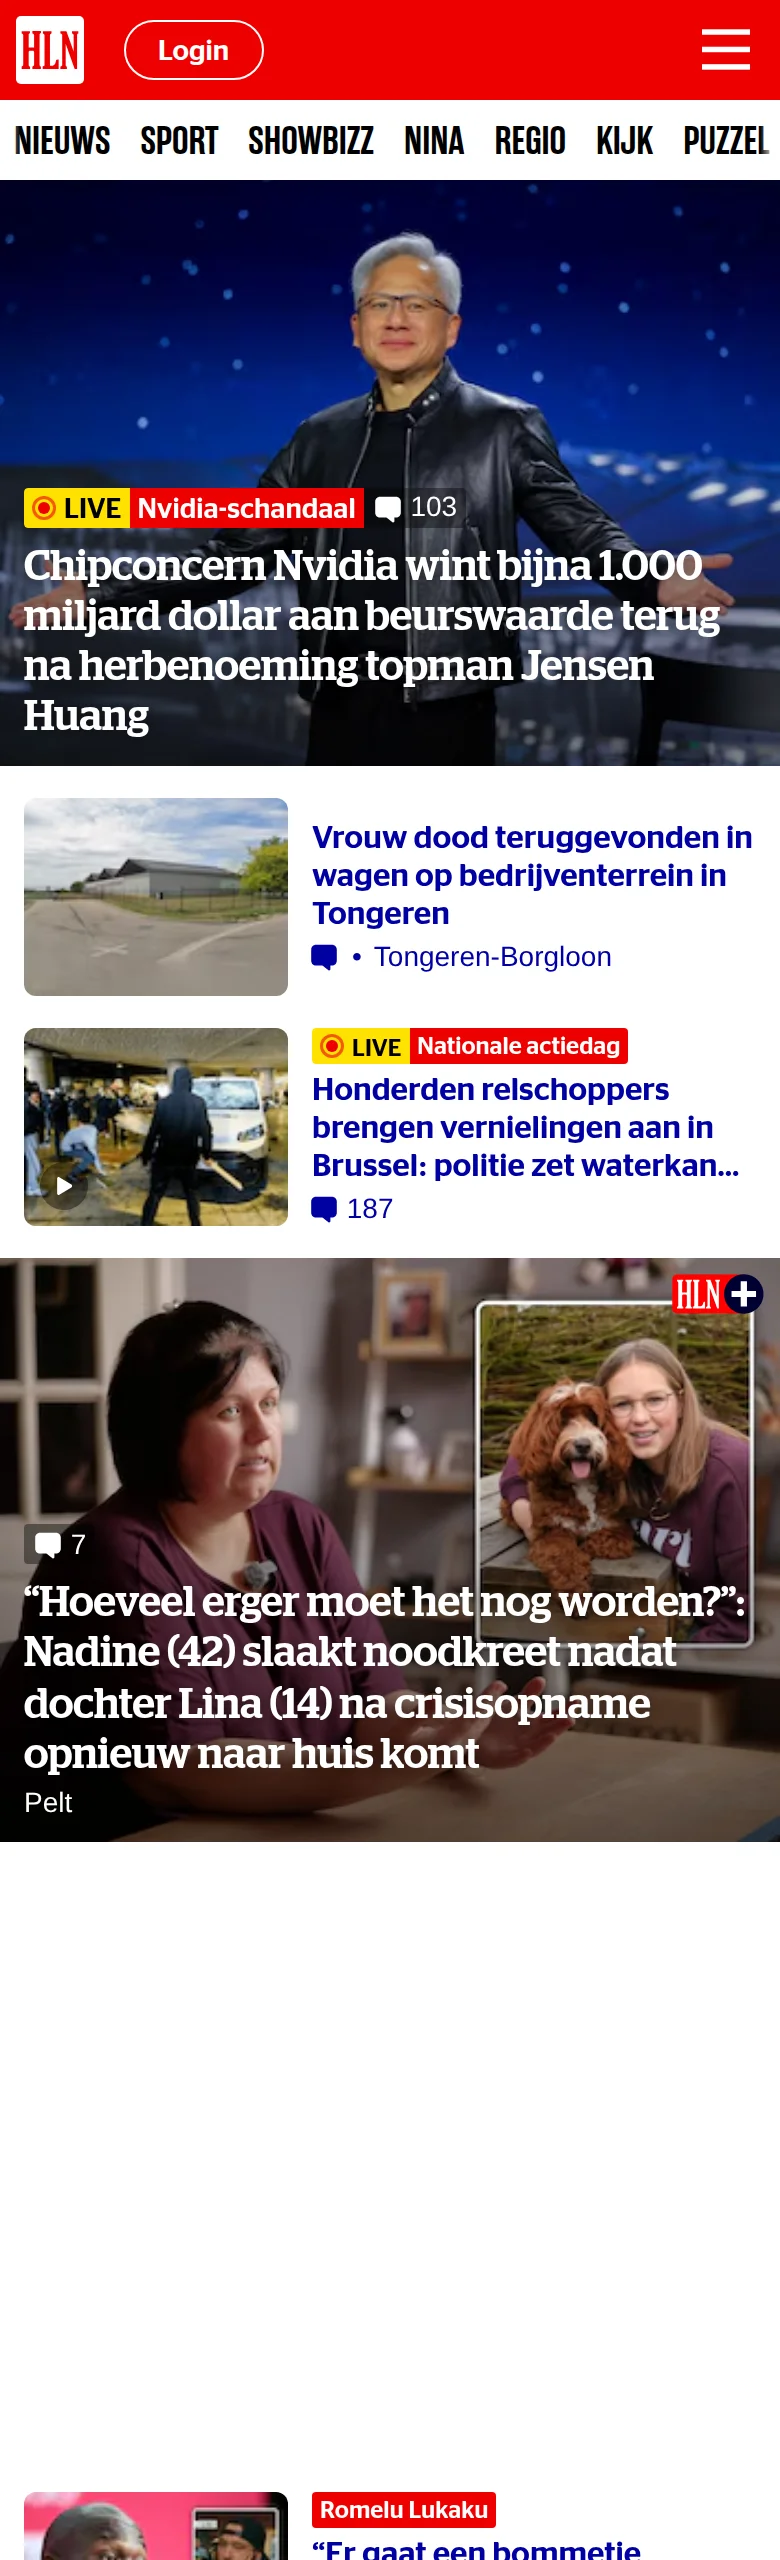 HLN
Login
NIEUWS SPORT SHOWBIZZ NINA REGIO KIJK PUZZEL
LIVE Nvidia-schandaal 103
Chipconcern Nvidia wint bijna 1.000
miljard dollar aan beurswaarde terug
na herbenoeming topman Jensen
Huang
Vrouw dood teruggevonden in
wagen op bedrijventerrein in
Tongeren
• Tongeren-Borgloon
LIVE Nationale actiedag
Honderden relschoppers
brengen vernielingen aan in
Brussel: politie zet waterkan...
187
HLN+
7
“Hoeveel erger moet het nog worden?”:
Nadine (42) slaakt noodkreet nadat
dochter Lina (14) na crisisopname
opnieuw naar huis komt
Pelt
Romelu Lukaku
“Er gaat een bommetje